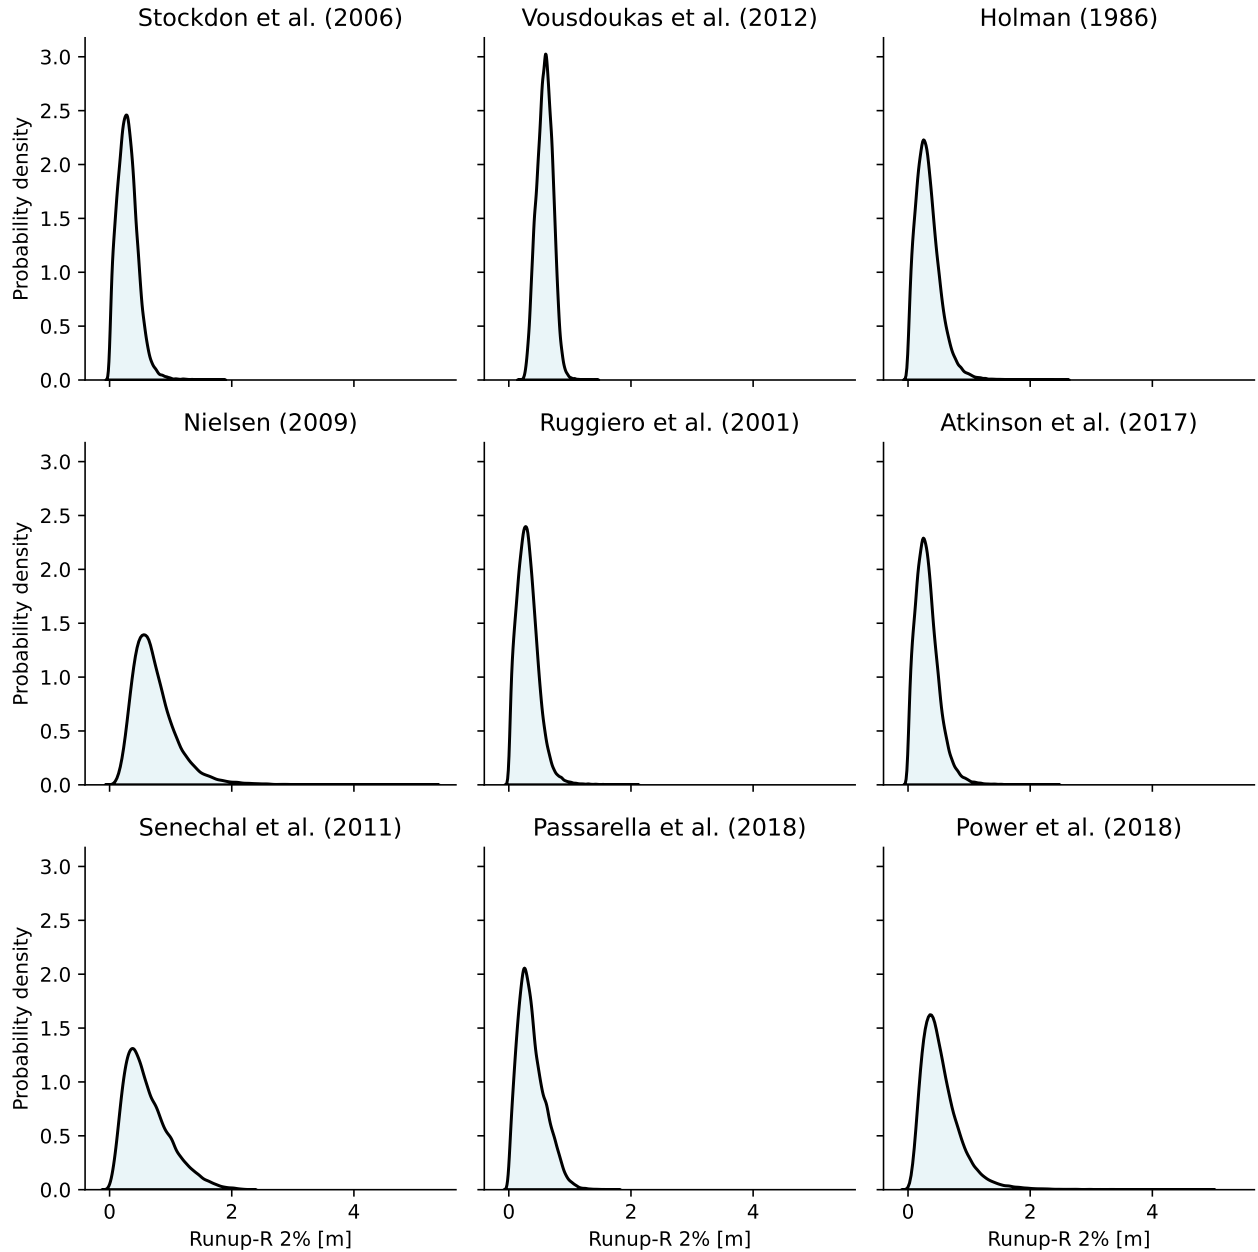 Stockdon et al. (2006)
Vousdoukas et al. (2012)
Holman (1986)
Probability density
3.0
2.5
2.0
1.5
1.0
0.5
0.0
Nielsen (2009)
Ruggiero et al. (2001)
Atkinson et al. (2017)
Probability density
3.0
2.5
2.0
1.5
1.0
0.5
0.0
Senechal et al. (2011)
Passarella et al. (2018)
Power et al. (2018)
Probability density
3.0
2.5
2.0
1.5
1.0
0.5
0.0
0 2 4
0 2 4
0 2 4
Runup-R 2% [m]
Runup-R 2% [m]
Runup-R 2% [m]